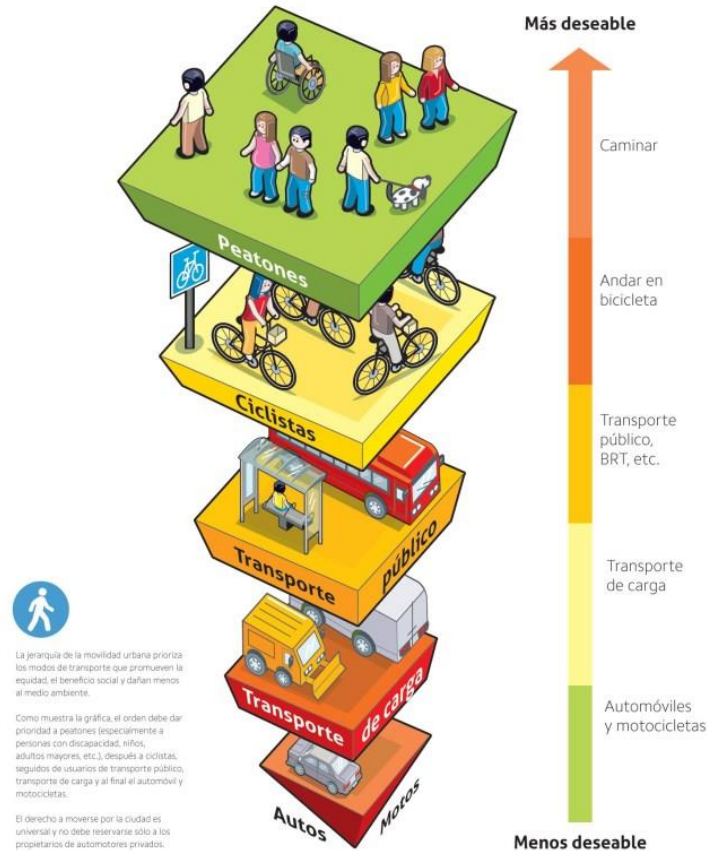 Más deseable
Caminar
Andar en
bicicleta
Transporte
público,
BRT, etc.
Transporte
de carga
Automóviles
y motocicletas
Menos deseable
Peatones
Ciclistas
Transporte público
Transporte de carga
Autos Motos
La jerarquía de la movilidad urbana prioriza
los modos de transporte que promueven la
equidad, el beneficio social y dañan menos
al medio ambiente.
Como muestra la gráfica, el orden debe dar
prioridad a peatones (especialmente a
personas con discapacidad, niños,
adultos mayores, etc.), después a ciclistas,
seguidos de usuarios de transporte público,
transporte de carga y al final el automóvil y
motocicletas.
El derecho a moverse por la ciudad es
universal y no debe reservarse sólo a los
propietarios de automotores privados.